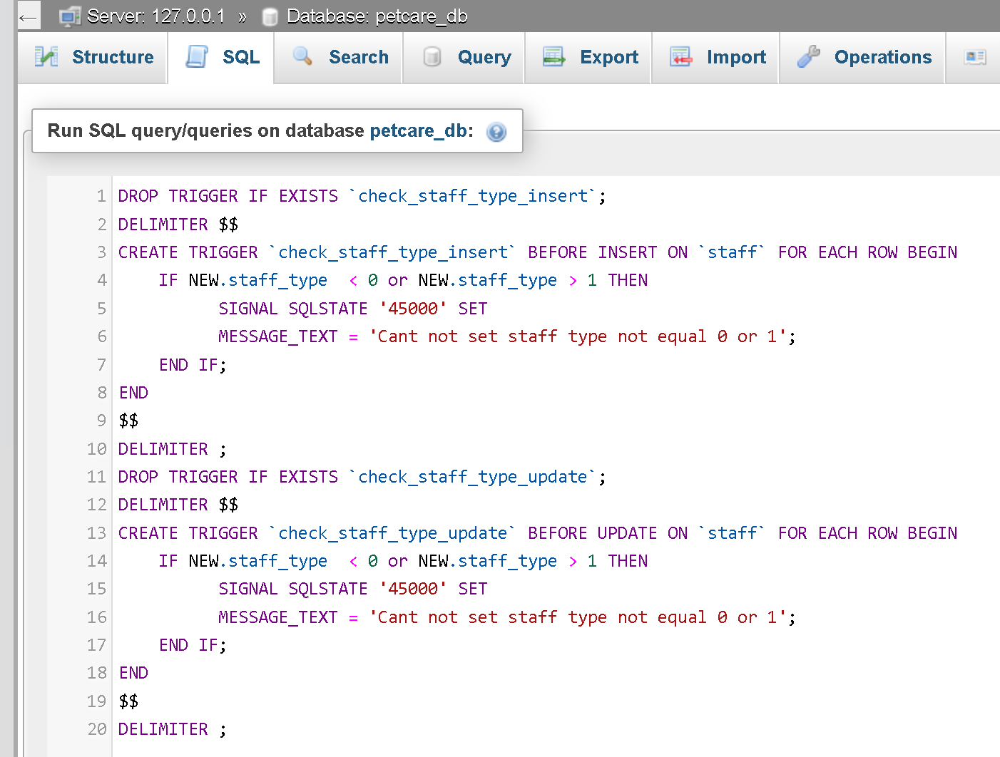 ← Server: 127.0.0.1 » Database: petcare_db
Structure SQL Search Query Export Import Operations
Run SQL query/queries on database petcare_db:
1 DROP TRIGGER IF EXISTS `check_staff_type_insert`;
2 DELIMITER $$
3 CREATE TRIGGER `check_staff_type_insert` BEFORE INSERT ON `staff` FOR EACH ROW BEGIN
4     IF NEW.staff_type  < 0 or NEW.staff_type > 1 THEN
5           SIGNAL SQLSTATE '45000' SET
6           MESSAGE_TEXT = 'Cant not set staff type not equal 0 or 1';
7     END IF;
8 END
9 $$
10 DELIMITER ;
11 DROP TRIGGER IF EXISTS `check_staff_type_update`;
12 DELIMITER $$
13 CREATE TRIGGER `check_staff_type_update` BEFORE UPDATE ON `staff` FOR EACH ROW BEGIN
14     IF NEW.staff_type  < 0 or NEW.staff_type > 1 THEN
15           SIGNAL SQLSTATE '45000' SET
16           MESSAGE_TEXT = 'Cant not set staff type not equal 0 or 1';
17     END IF;
18 END
19 $$
20 DELIMITER ;